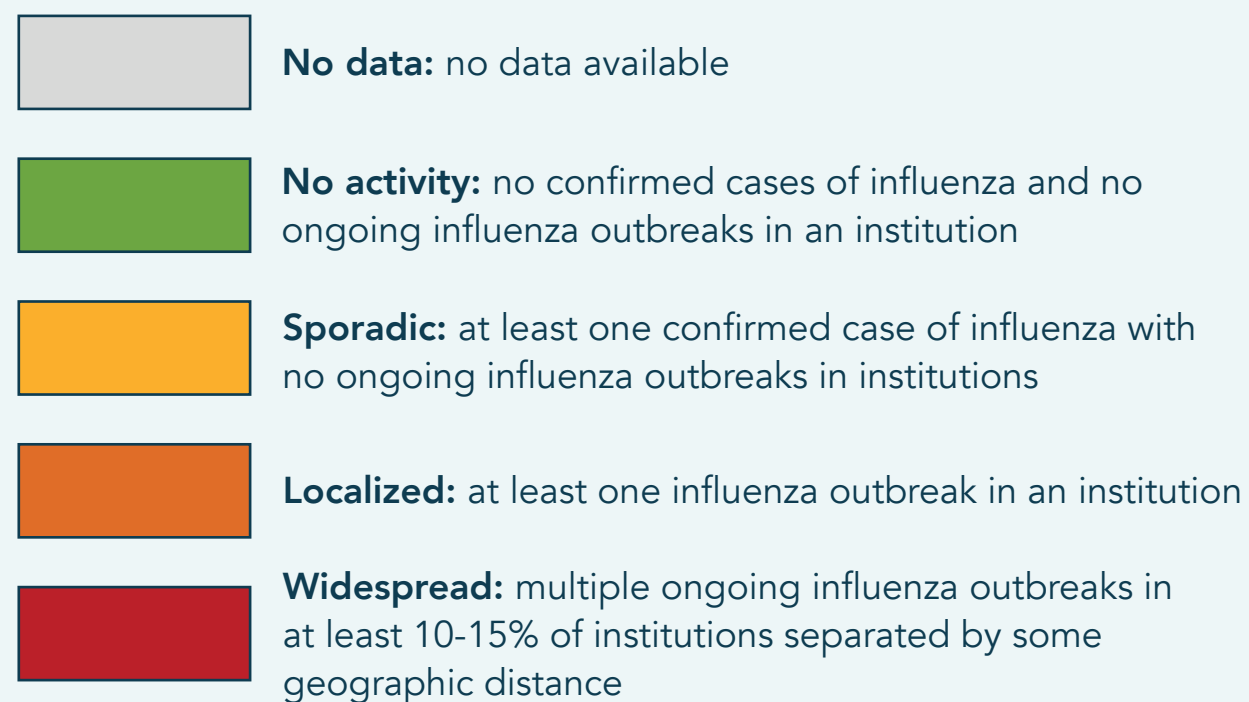 No data: no data available
No activity: no confirmed cases of influenza and no
ongoing influenza outbreaks in an institution
Sporadic: at least one confirmed case of influenza with
no ongoing influenza outbreaks in institutions
Localized: at least one influenza outbreak in an institution
Widespread: multiple ongoing influenza outbreaks in
at least 10-15% of institutions separated by some
geographic distance